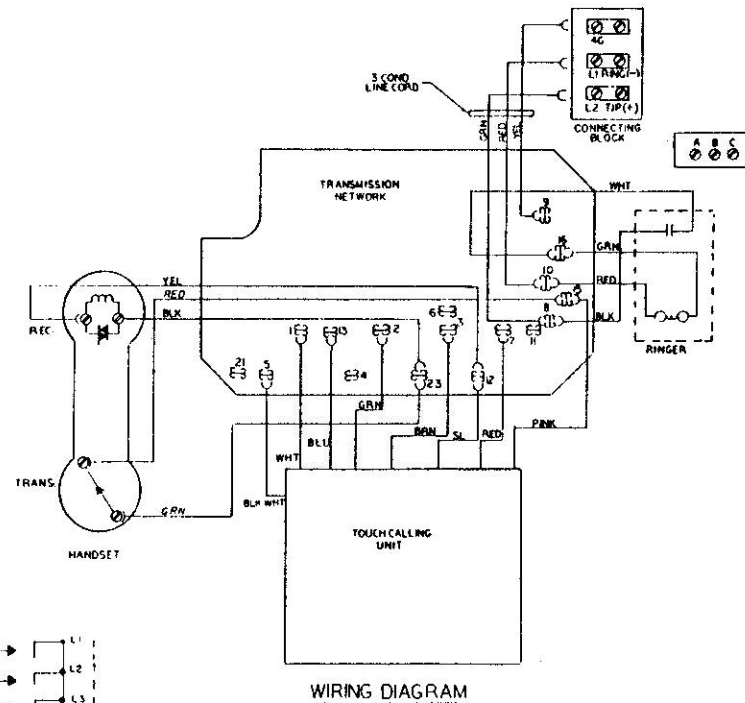 4G
L1 RING(-)
L2 TIP(+)
CONNECTING
BLOCK
3 COND
LINE CORD
GRN
RED
YEL
A B C
TRANSMISSION
NETWORK
WHT
9
16
GRN
10
RED
8
BLK
RINGER
YEL
RED
BLK
REC.
6
3
1
13
2
7
11
21
5
4
23
12
GRN
BRN
SL
RED
PINK
BLU
WHT
BLK WHT
TRANS.
GRN
HANDSET
TOUCH CALLING
UNIT
L1
L2
L3
WIRING DIAGRAM